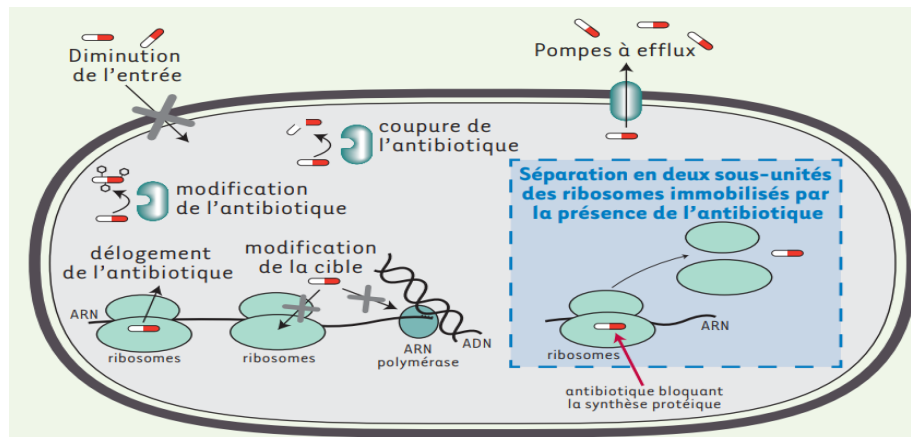 Diminution
de l'entrée
Pompes à efflux
coupure de
l'antibiotique
modification
de l'antibiotique
Séparation en deux sous-unités
des ribosomes immobilisés par
la présence de l'antibiotique
délogement
de l'antibiotique
modification
de la cible
ARN
ribosomes
ribosomes
ARN
polymérase
ADN
ribosomes
ARN
antibiotique bloquant
la synthèse protéique